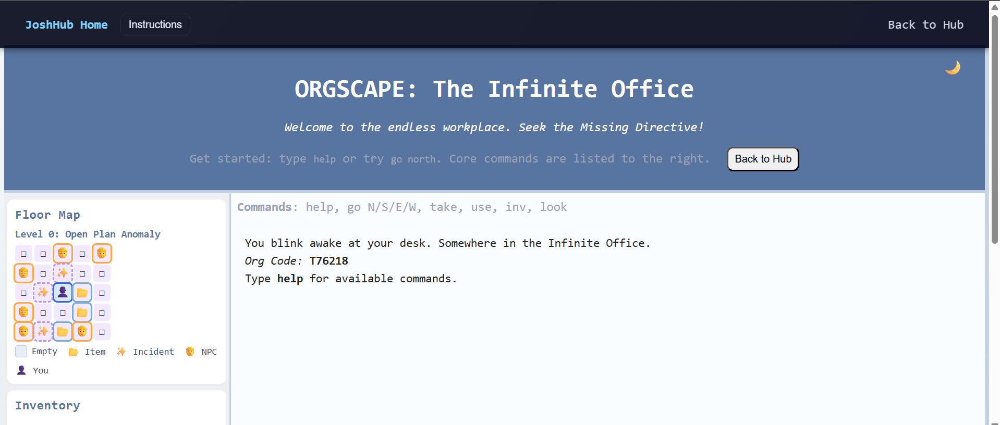 JoshHub Home
Instructions
Back to Hub
ORGSCAPE: The Infinite Office
Welcome to the endless workplace. Seek the Missing Directive!
Get started: type help or try go north. Core commands are listed to the right.
Back to Hub
Floor Map
Level 0: Open Plan Anomaly
Empty
Item
Incident
NPC
You
Inventory
Commands: help, go N/S/E/W, take, use, inv, look
You blink awake at your desk. Somewhere in the Infinite Office.
Org Code: T76218
Type help for available commands.